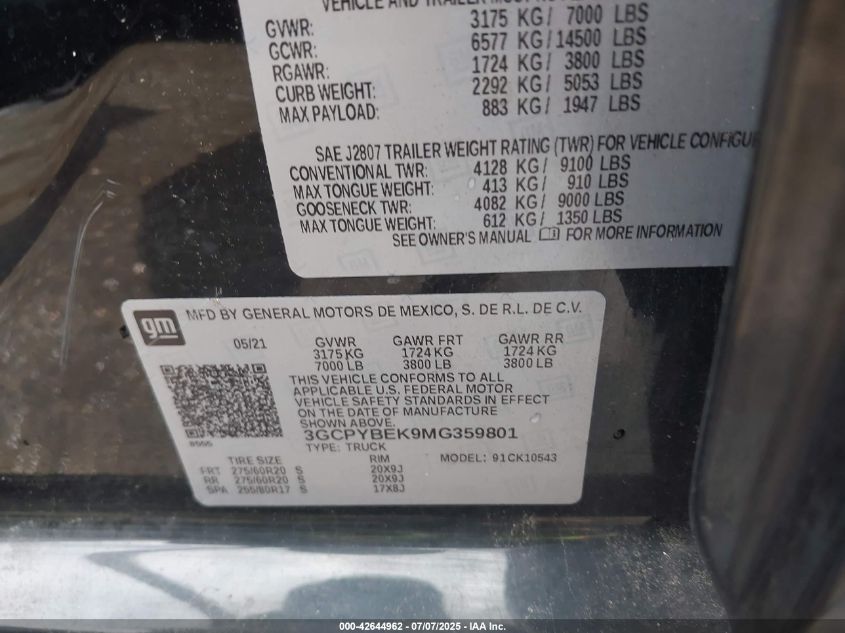 VEHICLE AND TRAILER MUST
GVWR: 3175 KG / 7000 LBS
GCWR: 6577 KG/14500 LBS
RGAWR: 1724 KG / 3800 LBS
CURB WEIGHT: 2292 KG / 5053 LBS
MAX PAYLOAD: 883 KG / 1947 LBS
SAE J2807 TRAILER WEIGHT RATING (TWR) FOR VEHICLE CONFIGUR
CONVENTIONAL TWR: 4128 KG / 9100 LBS
MAX TONGUE WEIGHT: 413 KG / 910 LBS
GOOSENECK TWR: 4082 KG / 9000 LBS
MAX TONGUE WEIGHT: 612 KG / 1350 LBS
SEE OWNER'S MANUAL FOR MORE INFORMATION
gm MFD BY GENERAL MOTORS DE MEXICO, S. DE R.L. DE C.V.
05/21 GVWR GAWR FRT GAWR RR
3175 KG 1724 KG 1724 KG
7000 LB 3800 LB 3800 LB
THIS VEHICLE CONFORMS TO ALL
APPLICABLE U.S. FEDERAL MOTOR
VEHICLE SAFETY STANDARDS IN EFFECT
ON THE DATE OF MANUFACTURE
SHOWN ABOVE.
3GCPYBEK9MG359801
TYPE: TRUCK
TIRE SIZE RIM MODEL: 91CK10543
FRT 275/60R20 S 20X9J
RR 275/60R20 S 20X9J
SPA 255/80R17 S 17X8J
000-42644962 - 07/07/2025 - IAA Inc.